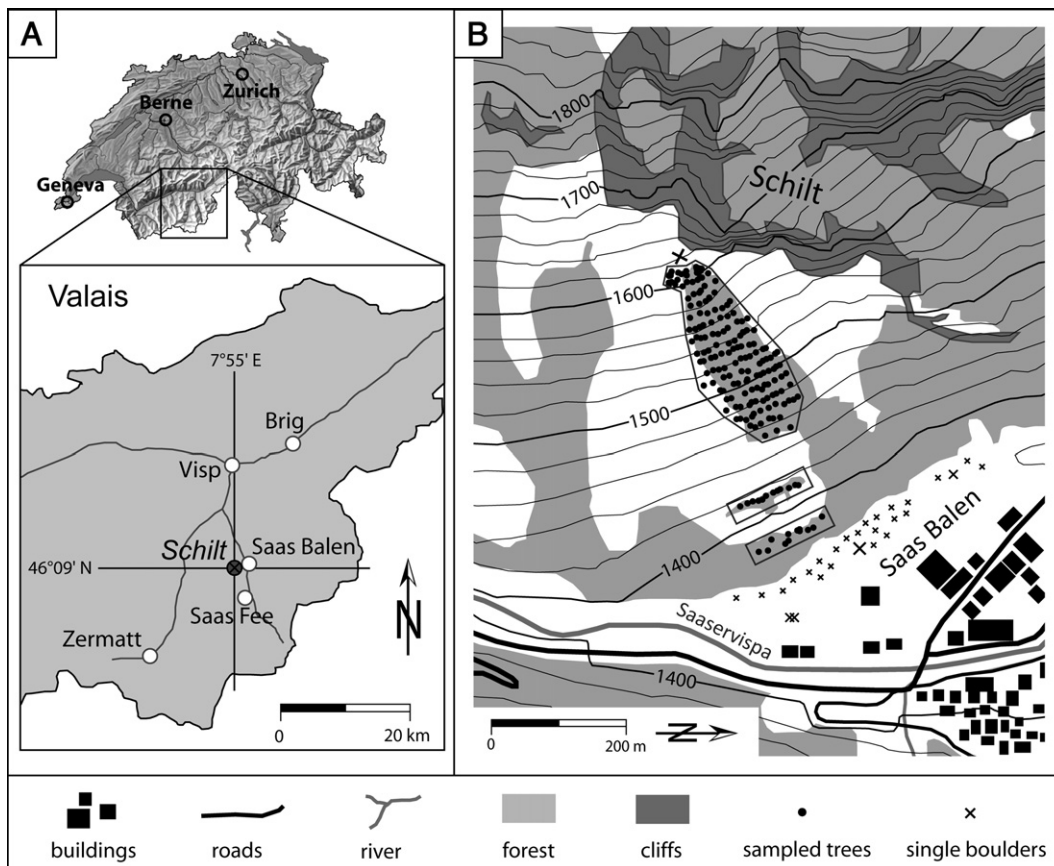 A
Zurich
Berne
Geneva
Valais
7°55' E
Brig
Visp
Schilt
Saas Balen
46°09' N
Saas Fee
Zermatt
N
0 20 km
B
1800
Schilt
1700
1600
1500
1400
Saas Balen
Saaservispa
1400
0 200 m
N
buildings roads river forest cliffs sampled trees single boulders